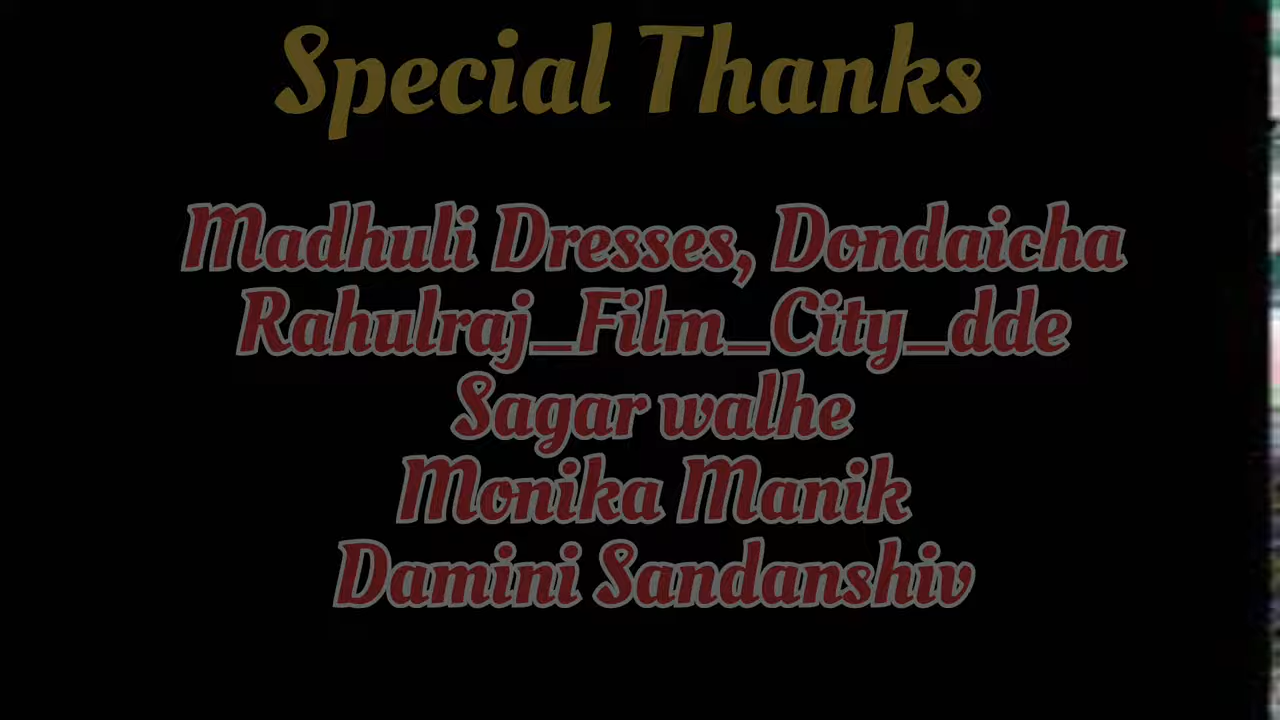 Special Thanks
Madhuli Dresses, Dondaicha
Rahulraj_Film_City_dde
Sagar walhe
Monika Manik
Damini Sandanshiv